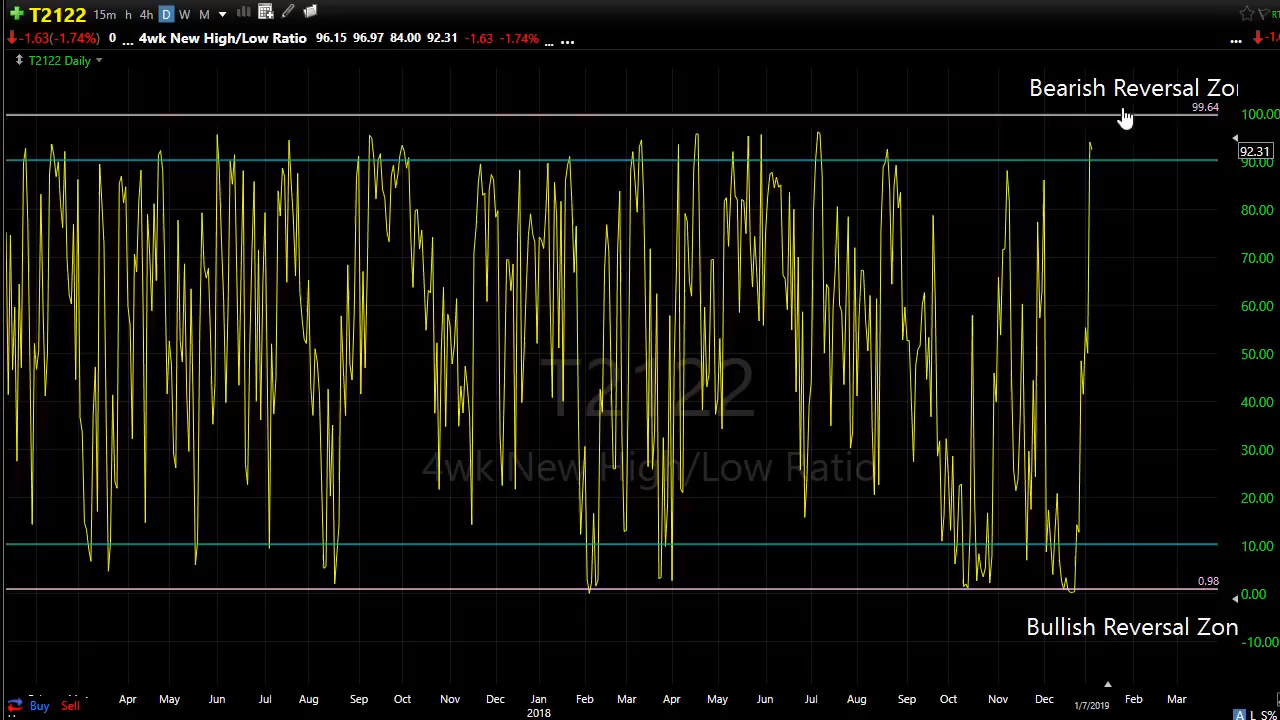 T2122 15m h 4h D W M
-1.63(-1.74%) 0 ... 4wk New High/Low Ratio 96.15 96.97 84.00 92.31 -1.63 -1.74% ... ...
T2122 Daily
Bearish Reversal Zon
99.64
100.00
92.31
90.00
80.00
70.00
60.00
50.00
40.00
30.00
20.00
10.00
0.98
0.00
-10.00
T2122
4wk New High/Low Ratio
Bullish Reversal Zon
Apr May Jun Jul Aug Sep Oct Nov Dec Jan Feb Mar Apr May Jun Jul Aug Sep Oct Nov Dec Feb Mar
2018 1/7/2019
Buy Sell
A L S%